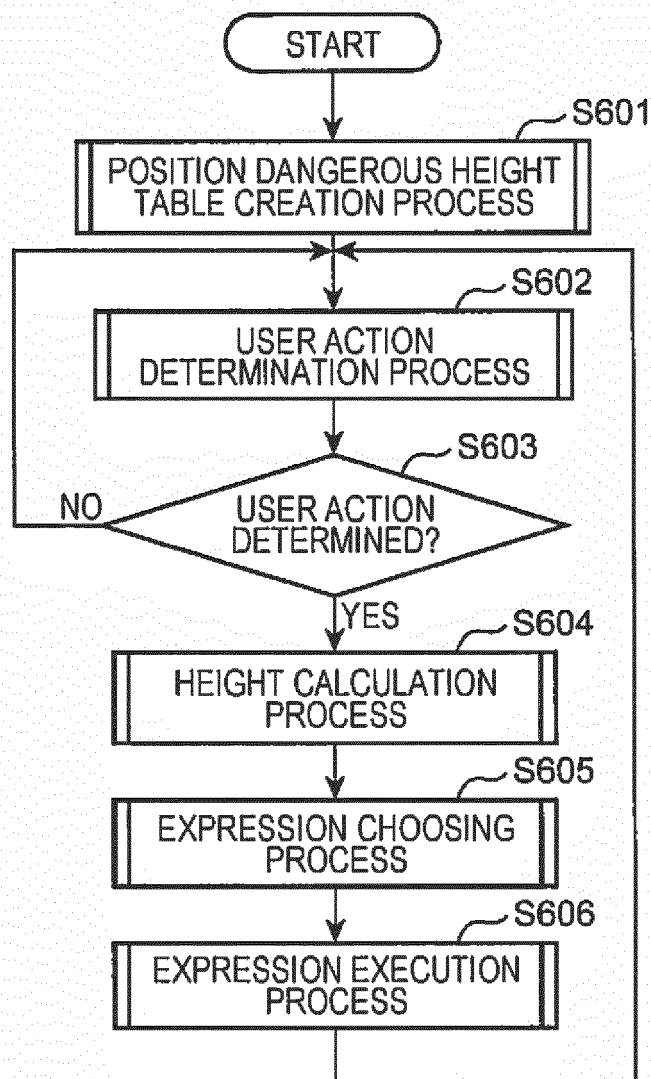 START
S601
POSITION DANGEROUS HEIGHT
TABLE CREATION PROCESS
S602
USER ACTION
DETERMINATION PROCESS
S603
NO
USER ACTION
DETERMINED?
YES
S604
HEIGHT CALCULATION
PROCESS
S605
EXPRESSION CHOOSING
PROCESS
S606
EXPRESSION EXECUTION
PROCESS